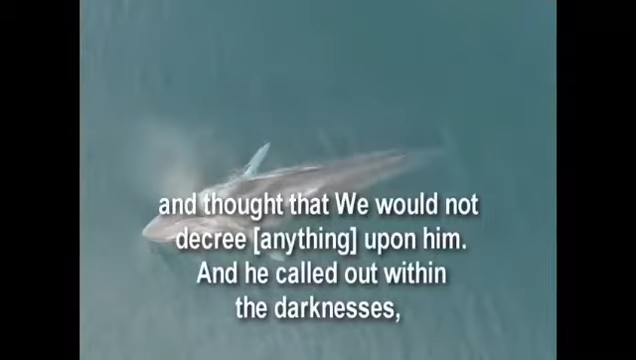 and thought that We would not
decree [anything] upon him.
And he called out within
the darknesses,